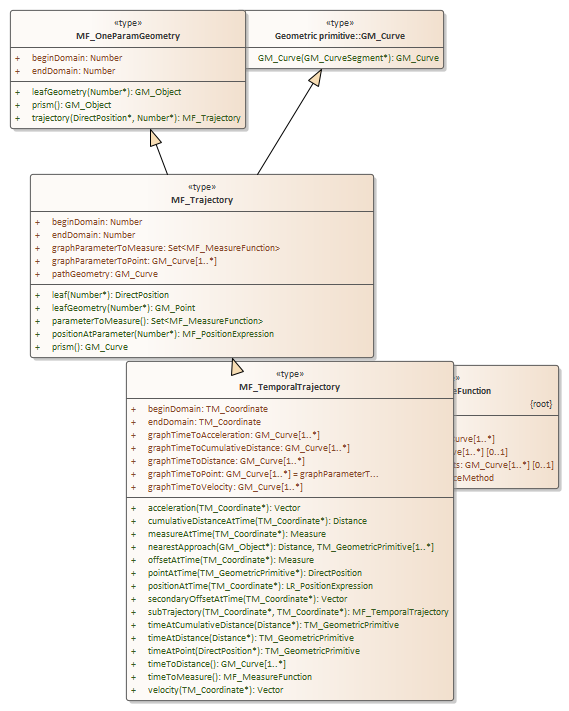 «type»
MF_OneParamGeometry
+ beginDomain: Number
+ endDomain: Number
+ leafGeometry(Number*): GM_Object
+ prism(): GM_Object
+ trajectory(DirectPosition*, Number*): MF_Trajectory
«type»
Geometric primitive::GM_Curve
GM_Curve(GM_CurveSegment*): GM_Curve
«type»
MF_Trajectory
+ beginDomain: Number
+ endDomain: Number
+ graphParameterToMeasure: Set<MF_MeasureFunction>
+ graphParameterToPoint: GM_Curve[1..*]
+ pathGeometry: GM_Curve
+ leaf(Number*): DirectPosition
+ leafGeometry(Number*): GM_Point
+ parameterToMeasure(): Set<MF_MeasureFunction>
+ positionAtParameter(Number*): MF_PositionExpression
+ prism(): GM_Curve
«type»
MF_TemporalTrajectory
+ beginDomain: TM_Coordinate
+ endDomain: TM_Coordinate
+ graphTimeToAcceleration: GM_Curve[1..*]
+ graphTimeToCumulativeDistance: GM_Curve[1..*]
+ graphTimeToDistance: GM_Curve[1..*]
+ graphTimeToPoint: GM_Curve[1..*] = graphParameterT...
+ graphTimeToVelocity: GM_Curve[1..*]
+ acceleration(TM_Coordinate*): Vector
+ cumulativeDistanceAtTime(TM_Coordinate*): Distance
+ measureAtTime(TM_Coordinate*): Measure
+ nearestApproach(GM_Object*): Distance, TM_GeometricPrimitive[1..*]
+ offsetAtTime(TM_Coordinate*): Measure
+ pointAtTime(TM_GeometricPrimitive*): DirectPosition
+ positionAtTime(TM_Coordinate*): LR_PositionExpression
+ secondaryOffsetAtTime(TM_Coordinate*): Vector
+ subTrajectory(TM_Coordinate*, TM_Coordinate*): MF_TemporalTrajectory
+ timeAtCumulativeDistance(Distance*): TM_GeometricPrimitive
+ timeAtDistance(Distance*): TM_GeometricPrimitive
+ timeAtPoint(DirectPosition*): TM_GeometricPrimitive
+ timeToDistance(): GM_Curve[1..*]
+ timeToMeasure(): MF_MeasureFunction
+ velocity(TM_Coordinate*): Vector
»
eFunction
{root}
urve[1..*]
[1..*] [0..1]
ts: GM_Curve[1..*] [0..1]
ceMethod